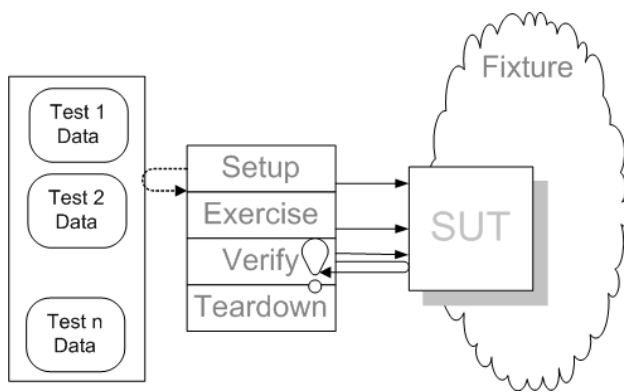 Fixture
Test 1
Data
Test 2
Data
Test n
Data
Setup
Exercise
Verify
Teardown
SUT